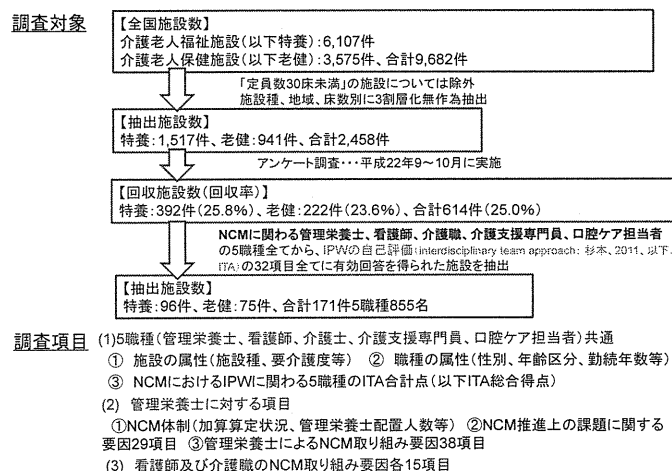 調査対象
【全国施設数】
介護老人福祉施設(以下特養):6,107件
介護老人保健施設(以下老健):3,575件、合計9,682件
「定員数30床未満」の施設については除外
施設種、地域、床数別に3割層化無作為抽出
【抽出施設数】
特養:1,517件、老健:941件、合計2,458件
アンケート調査・・・平成22年9~10月に実施
【回収施設数(回収率)】
特養:392件(25.8%)、老健:222件(23.6%)、合計614件(25.0%)
NCMに関わる管理栄養士、看護師、介護職、介護支援専門員、口腔ケア担当者
の5職種全てから、IPWの自己評価(interdisciplinary team approach: 杉本, 2011, 以下、
ITA)の32項目全てに有効回答を得られた施設を抽出
【抽出施設数】
特養:96件、老健:75件、合計171件5職種855名
調査項目 (1)5職種(管理栄養士、看護師、介護士、介護支援専門員、口腔ケア担当者)共通
① 施設の属性(施設種、要介護度等) ② 職種の属性(性別、年齢区分、勤続年数等)
③ NCMにおけるIPWに関わる5職種のITA合計点(以下ITA総合得点)
(2) 管理栄養士に対する項目
①NCM体制(加算算定状況、管理栄養士配置人数等) ②NCM推進上の課題に関する
要因29項目 ③管理栄養士によるNCM取り組み要因38項目
(3) 看護師及び介護職のNCM取り組み要因各15項目